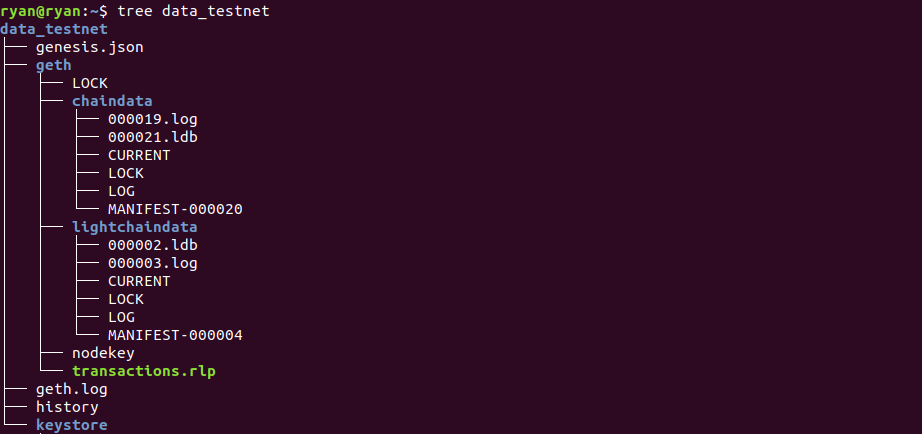 ryan@ryan:~$ tree data_testnet
data_testnet
├── genesis.json
├── geth
│   ├── LOCK
│   ├── chaindata
│   │   ├── 000019.log
│   │   ├── 000021.ldb
│   │   ├── CURRENT
│   │   ├── LOCK
│   │   ├── LOG
│   │   └── MANIFEST-000020
│   ├── lightchaindata
│   │   ├── 000002.ldb
│   │   ├── 000003.log
│   │   ├── CURRENT
│   │   ├── LOCK
│   │   ├── LOG
│   │   └── MANIFEST-000004
│   ├── nodekey
│   └── transactions.rlp
├── geth.log
├── history
└── keystore